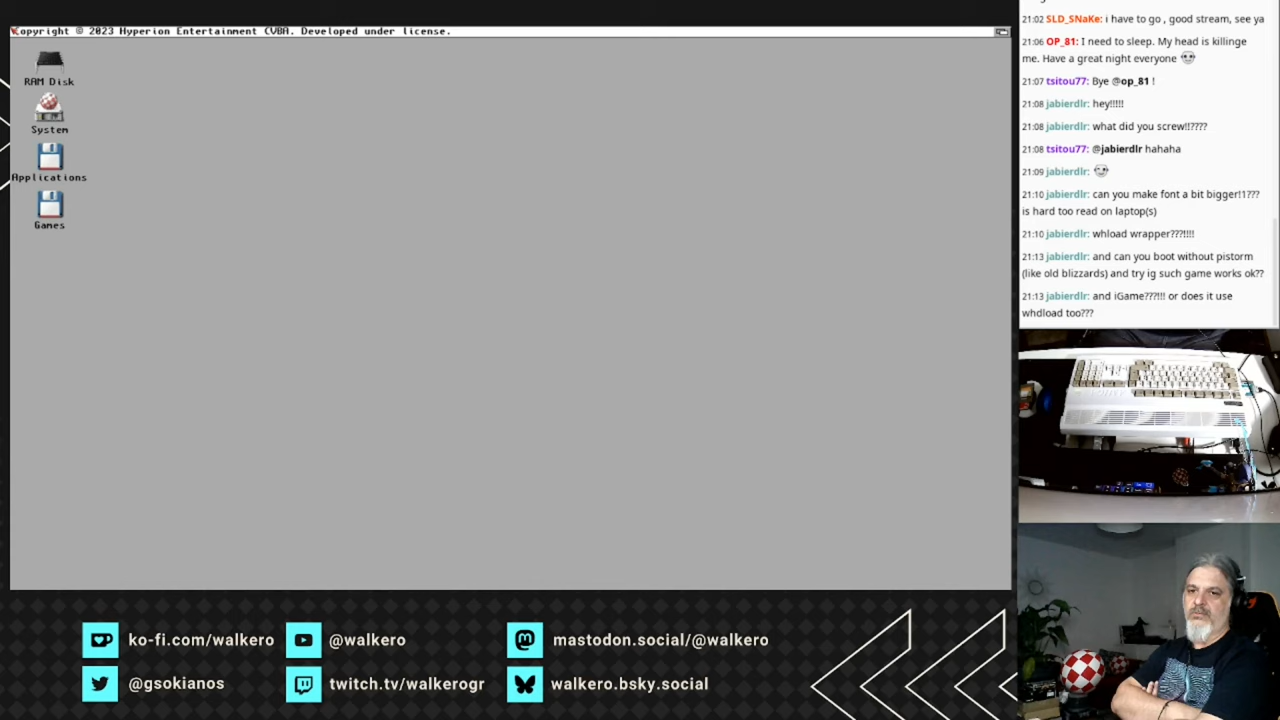 Copyright © 2023 Hyperion Entertainment CVBA. Developed under license.
RAM Disk
System
Applications
Games
21:02 SLD_SNaKe: i have to go , good stream, see ya
21:06 OP_81: I need to sleep. My head is killinge
me. Have a great night everyone
21:07 tsitou77: Bye @op_81 !
21:08 jabierdlr: hey!!!!!
21:08 jabierdlr: what did you screw!!????
21:08 tsitou77: @jabierdlr hahaha
21:09 jabierdlr:
21:10 jabierdlr: can you make font a bit bigger!1???
is hard too read on laptop(s)
21:10 jabierdlr: whload wrapper???!!!!
21:13 jabierdlr: and can you boot without pistorm
(like old blizzards) and try ig such game works ok??
21:13 jabierdlr: and iGame???!!! or does it use
whdload too???
ko-fi.com/walkero
@walkero
mastodon.social/@walkero
@gsokianos
twitch.tv/walkerogr
walkero.bsky.social